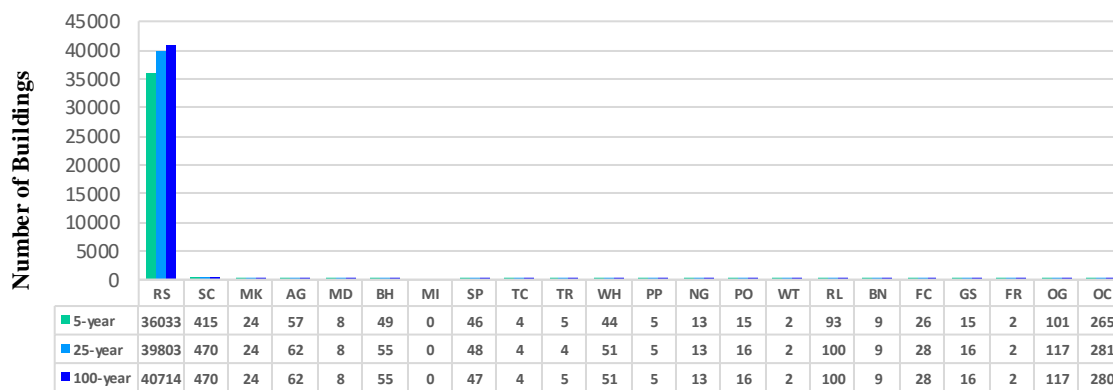 45000
40000
35000
30000
25000
20000
15000
10000
5000
0
Number of Buildings
RS SC MK AG MD BH MI SP TC TR WH PP NG PO WT RL BN FC GS FR OG OC
5-year 36033 415 24 57 8 49 0 46 4 5 44 5 13 15 2 93 9 26 15 2 101 265
25-year 39803 470 24 62 8 55 0 48 4 4 51 5 13 16 2 100 9 28 16 2 117 281
100-year 40714 470 24 62 8 55 0 47 4 5 51 5 13 16 2 100 9 28 16 2 117 280